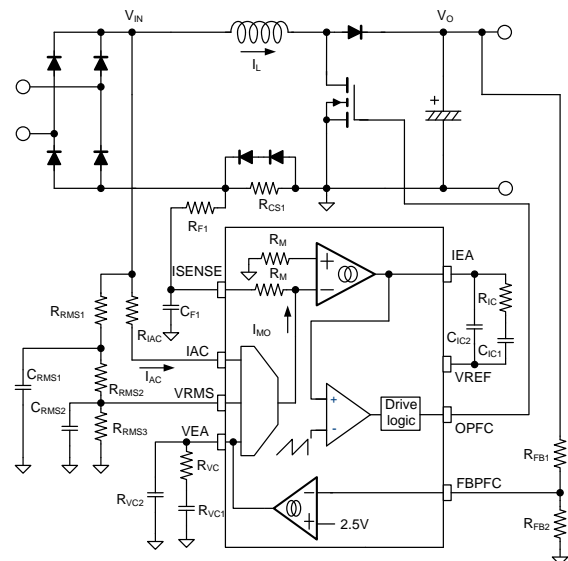 VIN
VO
IL
RCS1
RF1
ISENSE
RM
RM
IEA
RRMS1
RIAC
CF1
IMO
RIC
CIC2
CIC1
CRMS1
IAC
IAC
RRMS2
CRMS2
VRMS
VREF
RRMS3
VEA
+
-
Drive
logic
OPFC
RVC
RVC2
RVC1
FBPFC
2.5V
RFB1
RFB2